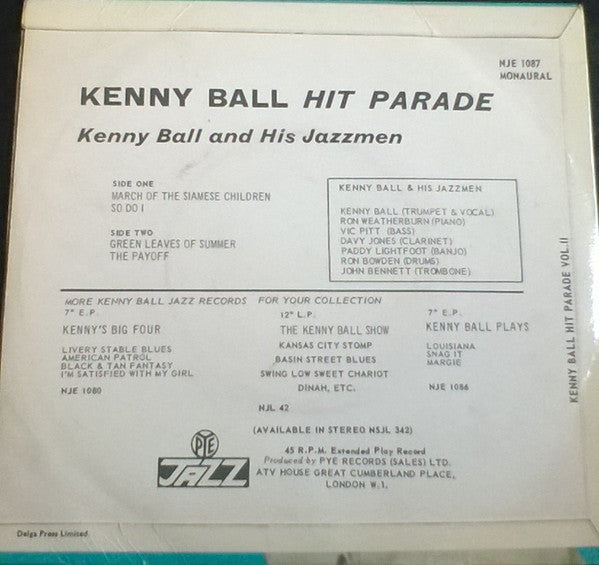 NJE 1087
MONAURAL
KENNY BALL HIT PARADE
Kenny Ball and His Jazzmen
SIDE ONE
MARCH OF THE SIAMESE CHILDREN
SO DO I
SIDE TWO
GREEN LEAVES OF SUMMER
THE PAYOFF
KENNY BALL & HIS JAZZMEN
KENNY BALL (TRUMPET & VOCAL)
RON WEATHERBURN (PIANO)
VIC PITT (BASS)
DAVY JONES (CLARINET)
PADDY LIGHTFOOT (BANJO)
RON BOWDEN (DRUMS)
JOHN BENNETT (TROMBONE)
MORE KENNY BALL JAZZ RECORDS FOR YOUR COLLECTION
7" E.P.
KENNY'S BIG FOUR
LIVERY STABLE BLUES
AMERICAN PATROL
BLACK & TAN FANTASY
I'M SATISFIED WITH MY GIRL
NJE 1080
12" L.P.
THE KENNY BALL SHOW
KANSAS CITY STOMP
BASIN STREET BLUES
SWING LOW SWEET CHARIOT
DINAH, ETC.
NJL 42
(AVAILABLE IN STEREO NSJL 342)
7" E.P.
KENNY BALL PLAYS
LOUISIANA
SNAG IT
MARGIE
NJE 1086
KENNY BALL HIT PARADE VOL.II
PYE
JAZZ
45 R.P.M. Extended Play Record
Produced by PYE RECORDS (SALES) LTD.
ATV HOUSE GREAT CUMBERLAND PLACE,
LONDON W.1.
Delga Press Limited